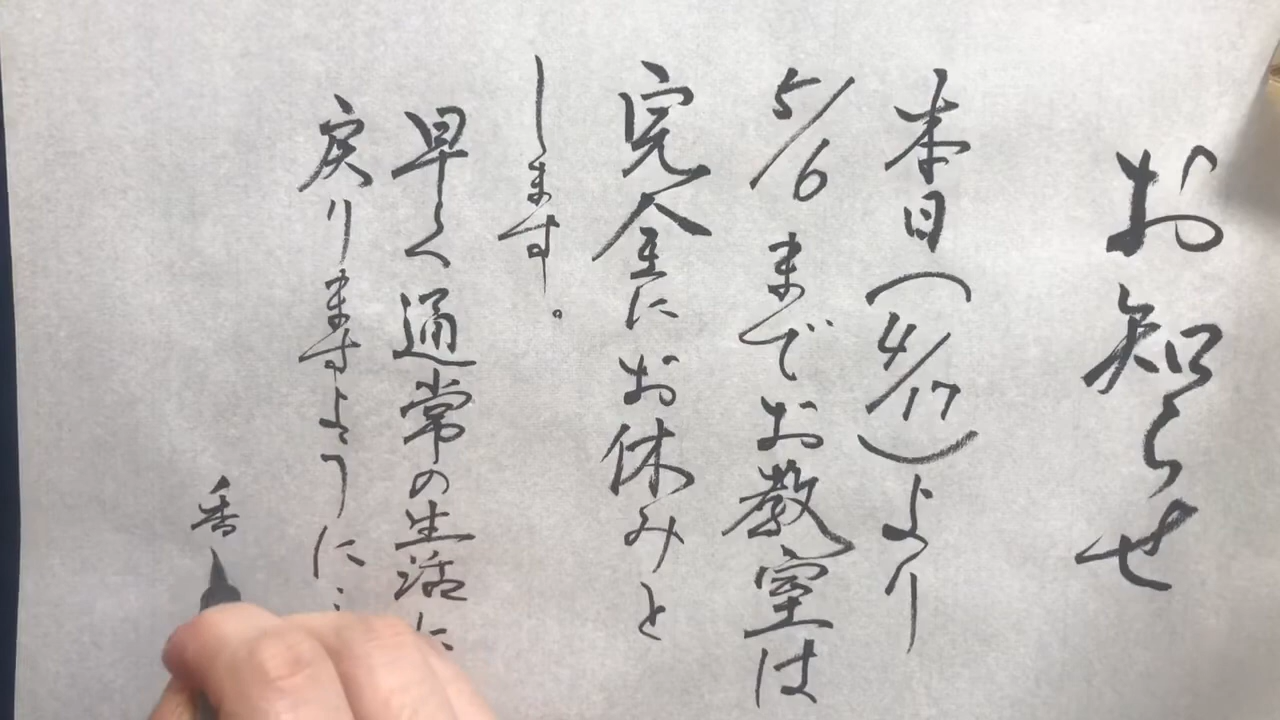 お知らせ
本日(4/17)より
5/6までお教室は
完全にお休みと
します。
早く通常の生活に
戻りますように…
香